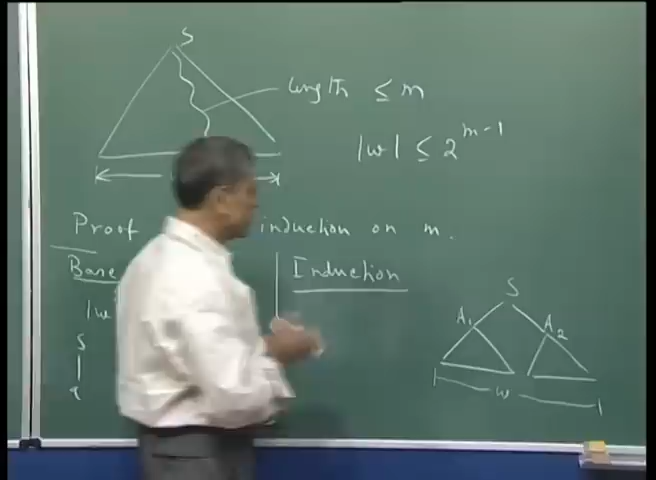 S
length ≤ m
|w| ≤ 2^{m-1}
Proof induction on m.
Base
Induction
|w
S
a
S
A₁ A₂
w